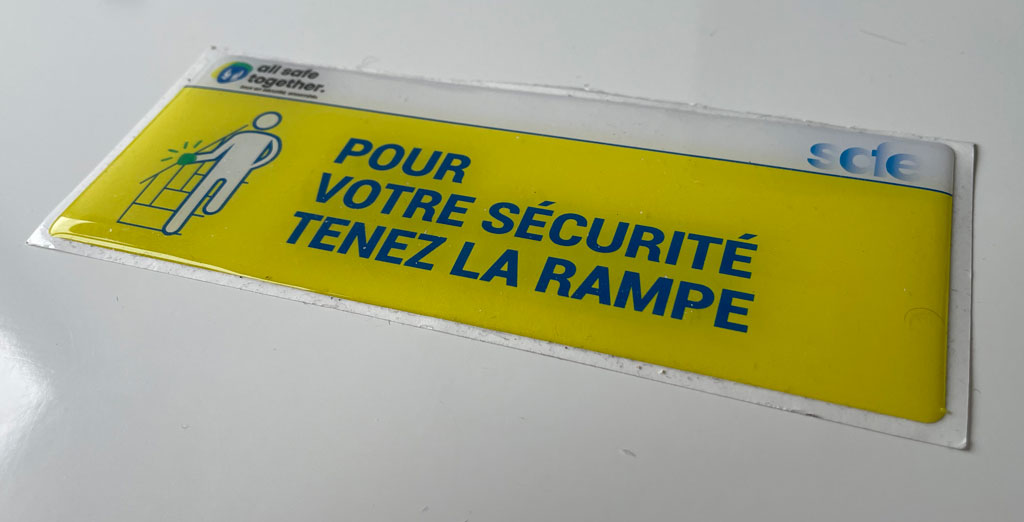 all safe
together.
scle
POUR
VOTRE SÉCURITÉ
TENEZ LA RAMPE